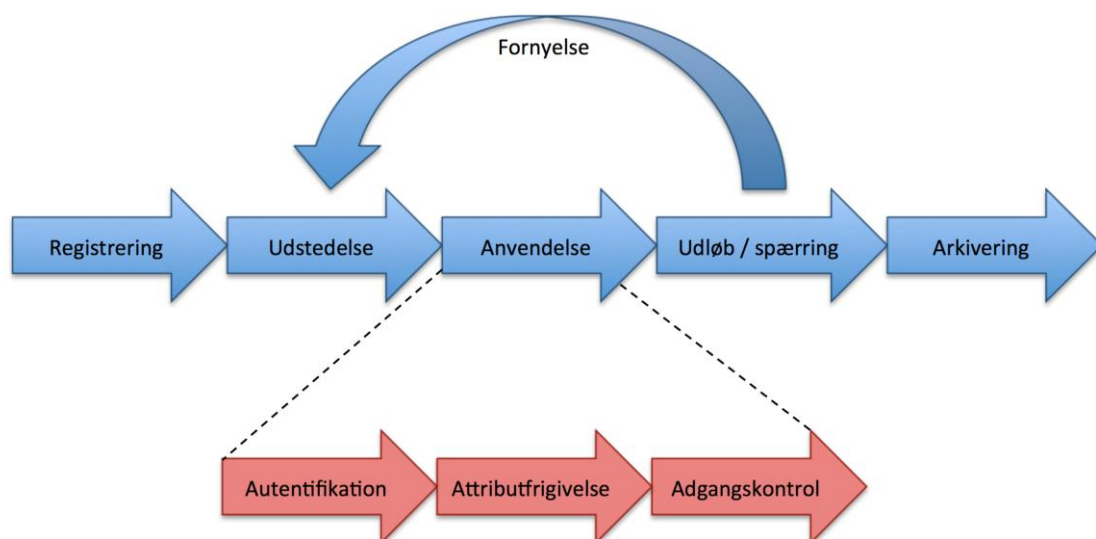 Fornyelse
Registrering
Udstedelse
Anvendelse
Udløb / spærring
Arkivering
Autentifikation
Attributfrigivelse
Adgangskontrol